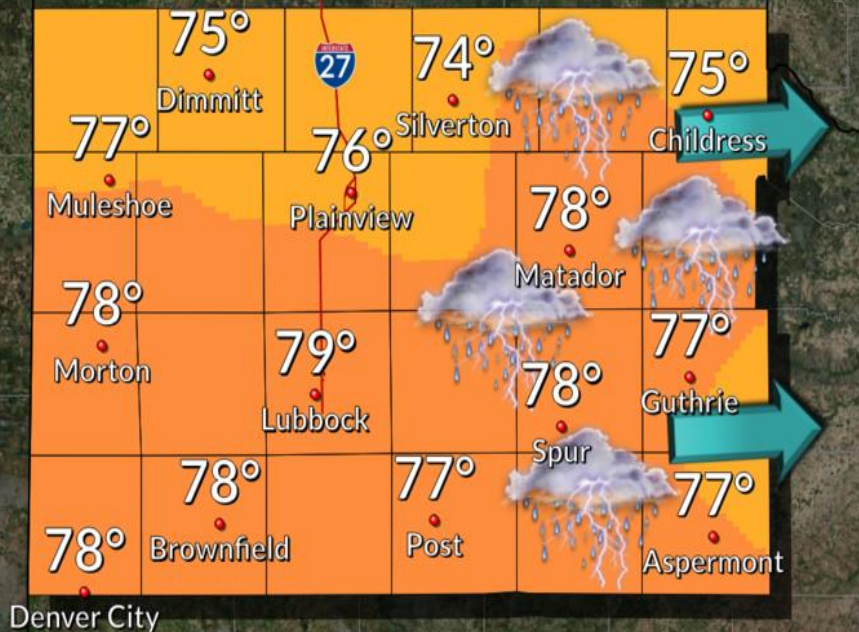 75°
Dimmitt
INTERSTATE
27
74°
Silverton
75°
Childress
77°
Muleshoe
76°
Plainview
78°
Matador
78°
Morton
79°
Lubbock
77°
Guthrie
78°
Spur
78°
Brownfield
77°
Post
77°
Aspermont
78°
Denver City